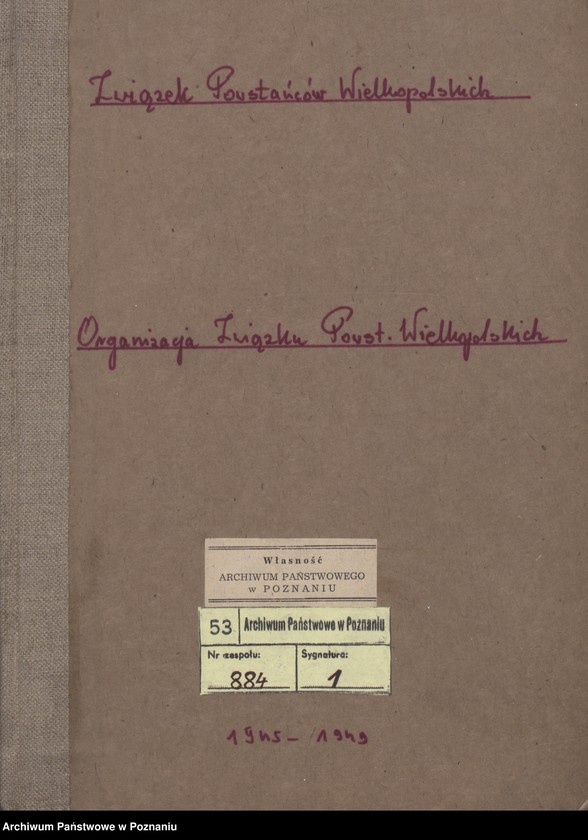 Związek Powstańców Wielkopolskich
Organizacja Związku Powst. Wielkopolskich
Własność
ARCHIWUM PAŃSTWOWEGO
w POZNANIU
53 Archiwum Państwowe w Poznaniu
Nr zespołu: Sygnatura:
884 1
1945 - 1949
Archiwum Państwowe w Poznaniu